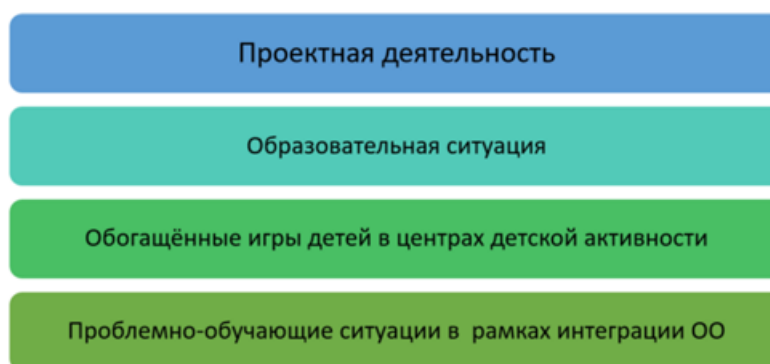 Проектная деятельность
Образовательная ситуация
Обогащённые игры детей в центрах детской активности
Проблемно-обучающие ситуации в рамках интеграции ОО